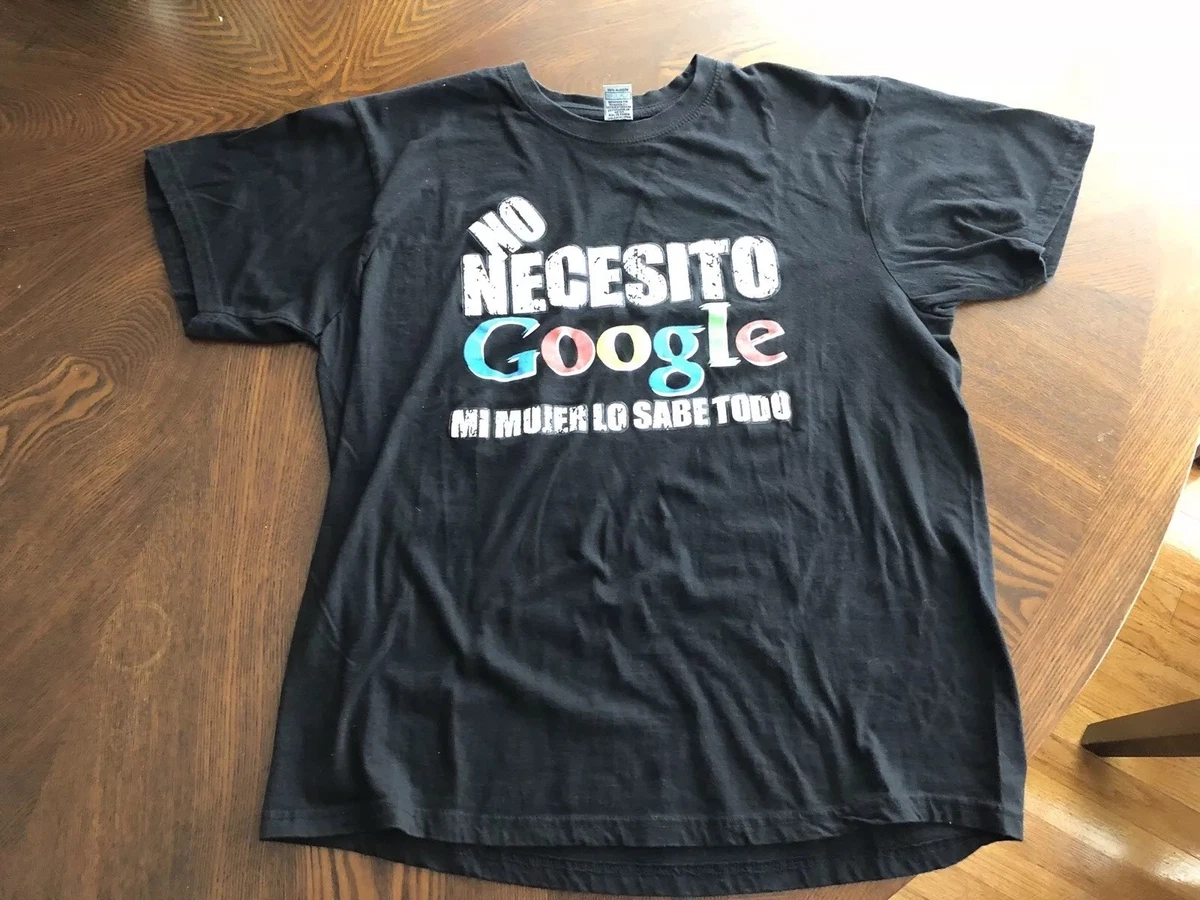 NO
NECESITO
Google
MI MUJER LO SABE TODO